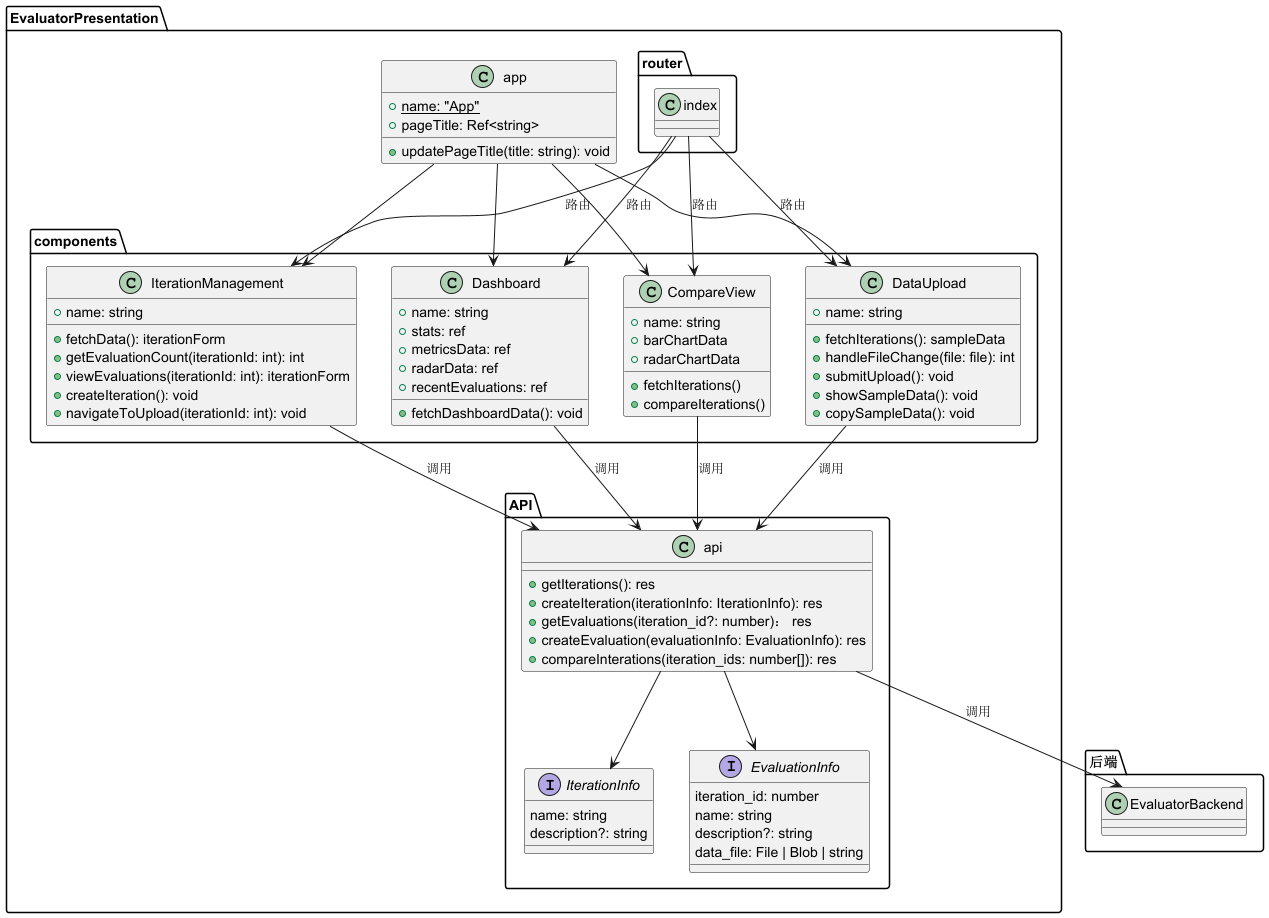 EvaluatorPresentation
C app
name: "App"
pageTitle: Ref<string>
updatePageTitle(title: string): void
router
C index
路由
路由
路由
路由
components
C IterationManagement
name: string
fetchData(): iterationForm
getEvaluationCount(iterationId: int): int
viewEvaluations(iterationId: int): iterationForm
createIteration(): void
navigateToUpload(iterationId: int): void
C Dashboard
name: string
stats: ref
metricsData: ref
radarData: ref
recentEvaluations: ref
fetchDashboardData(): void
C CompareView
name: string
barChartData
radarChartData
fetchIterations()
compareIterations()
C DataUpload
name: string
fetchIterations(): sampleData
handleFileChange(file: file): int
submitUpload(): void
showSampleData(): void
copySampleData(): void
调用
调用
调用
调用
API
C api
getIterations(): res
createIteration(iterationInfo: IterationInfo): res
getEvaluations(iteration_id?: number)： res
createEvaluation(evaluationInfo: EvaluationInfo): res
compareInterations(iteration_ids: number[]): res
调用
I IterationInfo
name: string
description?: string
I EvaluationInfo
iteration_id: number
name: string
description?: string
data_file: File | Blob | string
后端
C EvaluatorBackend